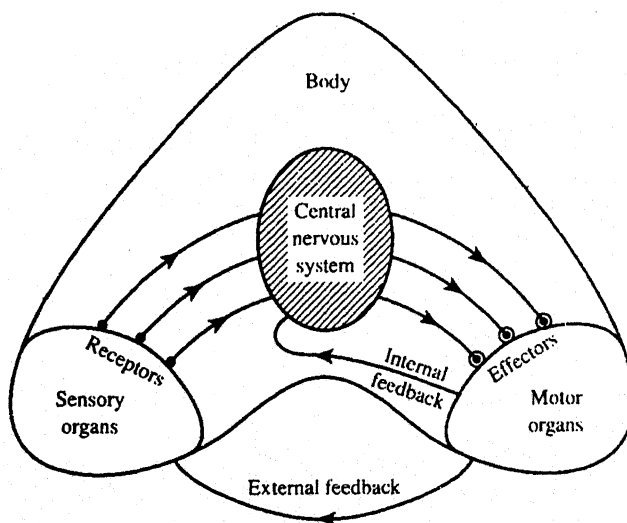 Body
Central
nervous
system
Receptors
Internal
feedback
Effectors
Sensory
organs
Motor
organs
External feedback